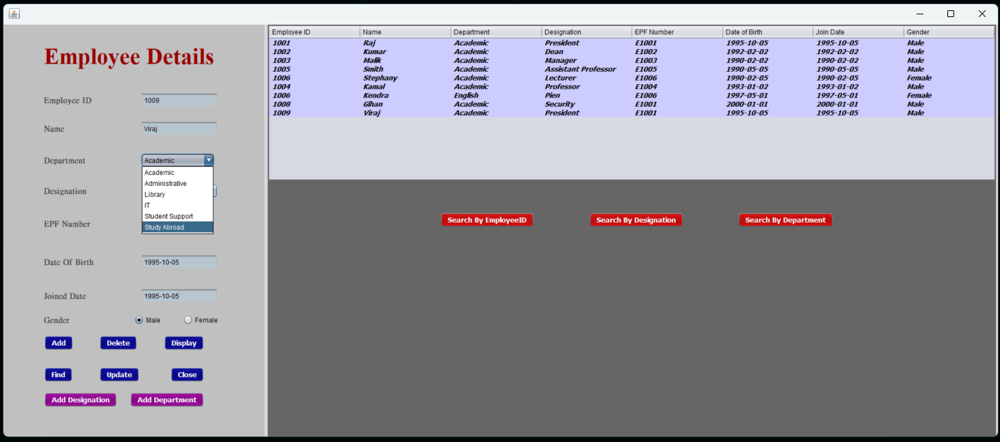 Employee Details
Employee ID 1009
Name Viraj
Department Academic
Academic
Administrative
Library
IT
Student Support
Study Abroad
Designation
EPF Number
Date Of Birth 1995-10-05
Joined Date 1995-10-05
Gender Male Female
Add Delete Display
Find Update Close
Add Designation Add Department
Employee ID Name Department Designation EPF Number Date of Birth Join Date Gender
1001 Raj Academic President E1001 1995-10-05 1995-10-05 Male
1002 Kumar Academic Dean E1002 1992-02-02 1992-02-02 Male
1003 Malik Academic Manager E1003 1990-02-02 1990-02-02 Male
1005 Smith Academic Assistant Professor E1005 1990-05-05 1990-05-05 Male
1006 Stephany Academic Lecturer E1006 1990-02-05 1990-02-05 Female
1004 Kamal Academic Professor E1004 1993-01-02 1993-01-02 Male
1006 Kendra English Pien E1006 1997-05-01 1997-05-01 Female
1008 Gihan Academic Security E1001 2000-01-01 2000-01-01 Male
1009 Viraj Academic President E1001 1995-10-05 1995-10-05 Male
Search By EmployeeID Search By Designation Search By Department